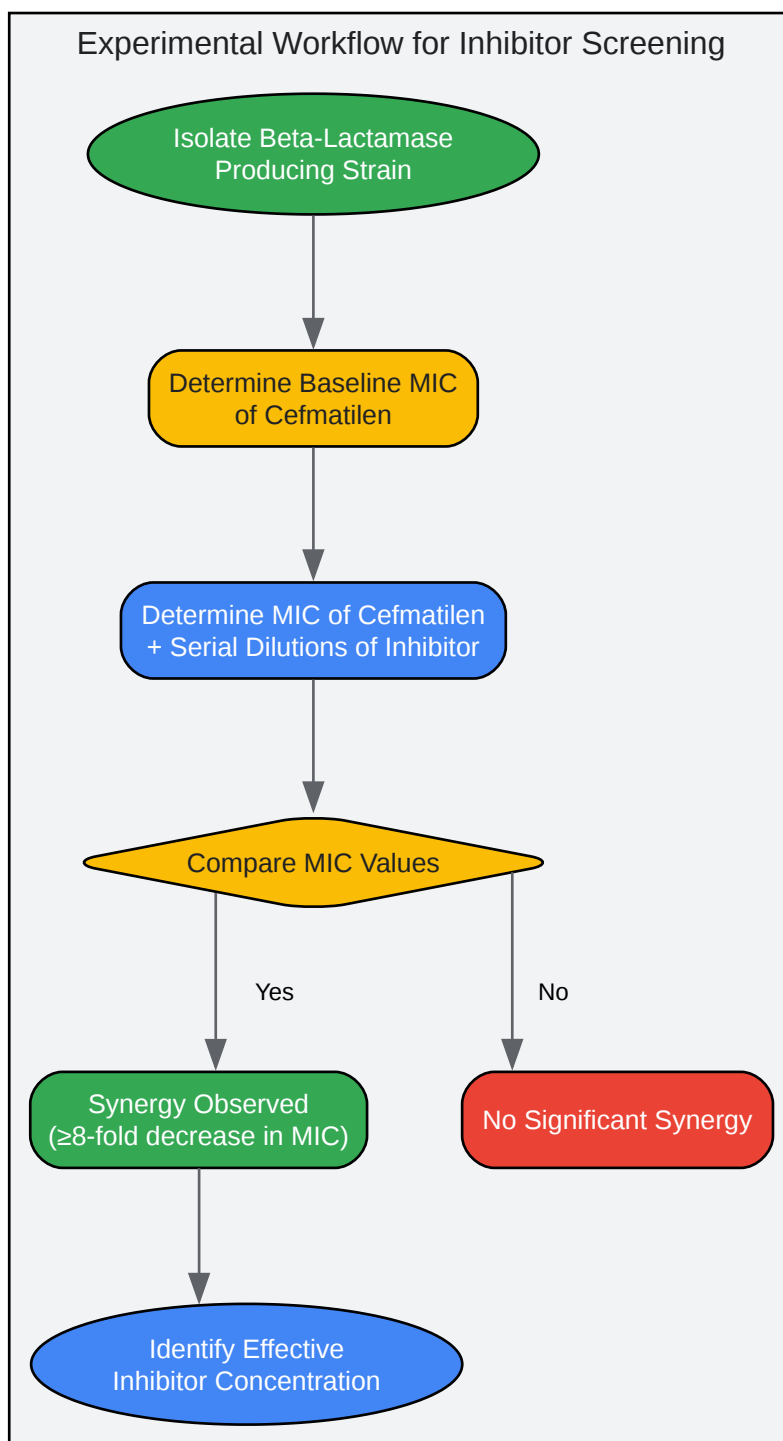 Experimental Workflow for Inhibitor Screening
Isolate Beta-Lactamase
Producing Strain
Determine Baseline MIC
of Cefmatilen
Determine MIC of Cefmatilen
+ Serial Dilutions of Inhibitor
Compare MIC Values
Yes
No
Synergy Observed
(≥8-fold decrease in MIC)
No Significant Synergy
Identify Effective
Inhibitor Concentration